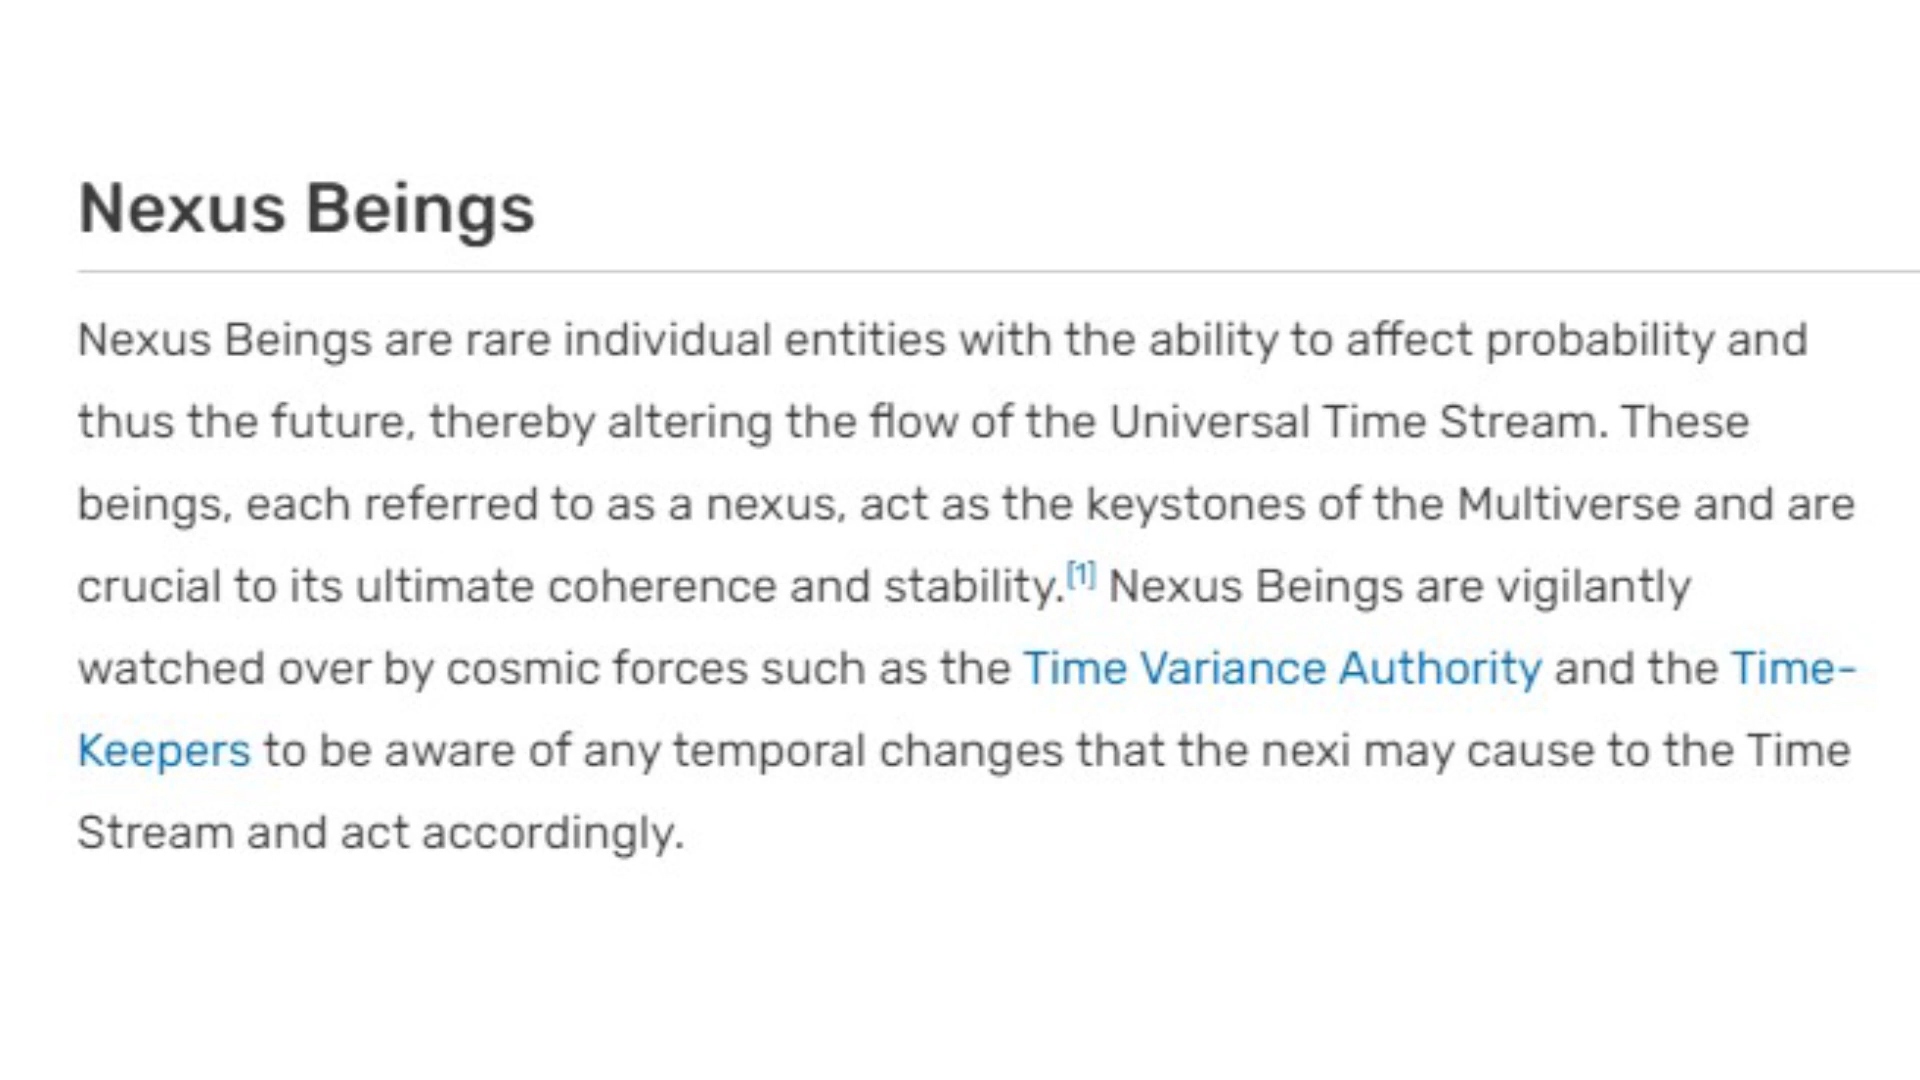 Nexus Beings
Nexus Beings are rare individual entities with the ability to affect probability and
thus the future, thereby altering the flow of the Universal Time Stream. These
beings, each referred to as a nexus, act as the keystones of the Multiverse and are
crucial to its ultimate coherence and stability.[1] Nexus Beings are vigilantly
watched over by cosmic forces such as the Time Variance Authority and the Time-
Keepers to be aware of any temporal changes that the nexi may cause to the Time
Stream and act accordingly.